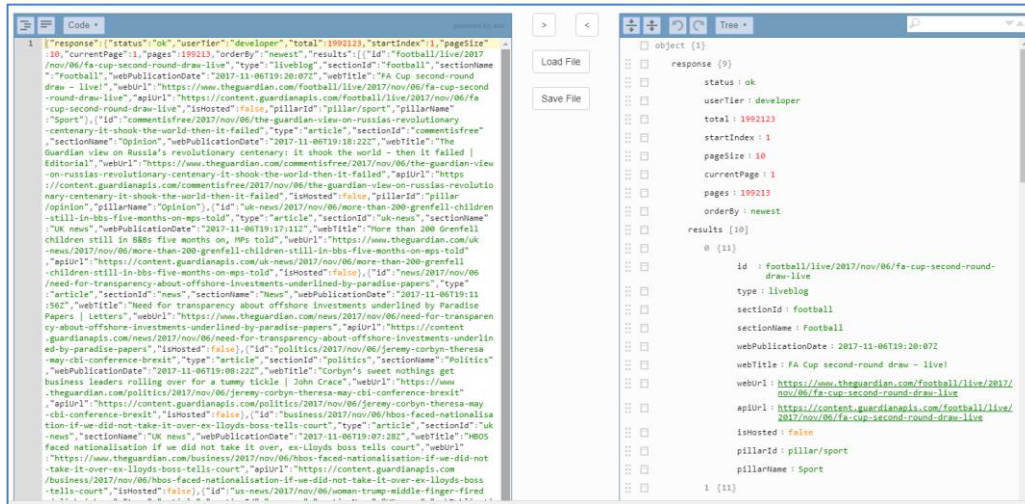 Code
powered by ace
>
<
Tree
Load File
Save File
1
{"response":{"status":"ok","userTier":"developer","total":1992123,"startIndex":1,"pageSize"
:10,"currentPage":1,"pages":199213,"orderBy":"newest","results":[{"id":"football/live/2017
/nov/06/fa-cup-second-round-draw-live","type":"liveblog","sectionId":"football","sectionName"
:"Football","webPublicationDate":"2017-11-06T19:20:07Z","webTitle":"FA Cup second-round
draw – live!","webUrl":"https://www.theguardian.com/football/live/2017/nov/06/fa-cup-second
-round-draw-live","apiUrl":"https://content.guardianapis.com/football/live/2017/nov/06/fa
-cup-second-round-draw-live","isHosted":false,"pillarId":"pillar/sport","pillarName"
:"Sport"},{"id":"commentisfree/2017/nov/06/the-guardian-view-on-russias-revolutionary
-centenary-it-shook-the-world-then-it-failed","type":"article","sectionId":"commentisfree"
,"sectionName":"Opinion","webPublicationDate":"2017-11-06T19:18:22Z","webTitle":"The
Guardian view on Russia's revolutionary centenary: it shook the world – then it failed |
Editorial","webUrl":"https://www.theguardian.com/commentisfree/2017/nov/06/the-guardian-view
-on-russias-revolutionary-centenary-it-shook-the-world-then-it-failed","apiUrl":"https
://content.guardianapis.com/commentisfree/2017/nov/06/the-guardian-view-on-russias-revolutio
nary-centenary-it-shook-the-world-then-it-failed","isHosted":false,"pillarId":"pillar
/opinion","pillarName":"Opinion"},{"id":"uk-news/2017/nov/06/more-than-200-grenfell-children
-still-in-bbs-five-months-on-mps-told","type":"article","sectionId":"uk-news","sectionName"
:"UK news","webPublicationDate":"2017-11-06T19:17:11Z","webTitle":"More than 200 Grenfell
children still in B&Bs five months on, MPs told","webUrl":"https://www.theguardian.com/uk
-news/2017/nov/06/more-than-200-grenfell-children-still-in-bbs-five-months-on-mps-told"
,"apiUrl":"https://content.guardianapis.com/uk-news/2017/nov/06/more-than-200-grenfell
-children-still-in-bbs-five-months-on-mps-told","isHosted":false},{"id":"news/2017/nov/06
/need-for-transparency-about-offshore-investments-underlined-by-paradise-papers","type"
:"article","sectionId":"news","sectionName":"News","webPublicationDate":"2017-11-06T19:11
:56Z","webTitle":"Need for transparency about offshore investments underlined by Paradise
Papers | Letters","webUrl":"https://www.theguardian.com/news/2017/nov/06/need-for-transparen
cy-about-offshore-investments-underlined-by-paradise-papers","apiUrl":"https://content
.guardianapis.com/news/2017/nov/06/need-for-transparency-about-offshore-investments-underlin
ed-by-paradise-papers","isHosted":false},{"id":"politics/2017/nov/06/jeremy-corbyn-theresa
-may-cbi-conference-brexit","type":"article","sectionId":"politics","sectionName":"Politics"
,"webPublicationDate":"2017-11-06T19:08:22Z","webTitle":"Corbyn's sweet nothings get
business leaders rolling over for a tummy tickle | John Crace","webUrl":"https://www
.theguardian.com/politics/2017/nov/06/jeremy-corbyn-theresa-may-cbi-conference-brexit"
,"apiUrl":"https://content.guardianapis.com/politics/2017/nov/06/jeremy-corbyn-theresa-may
-cbi-conference-brexit","isHosted":false},{"id":"business/2017/nov/06/hbos-faced-nationalisa
tion-if-we-did-not-take-it-over-ex-lloyds-boss-tells-court","type":"article","sectionId":"uk
-news","sectionName":"UK news","webPublicationDate":"2017-11-06T19:07:28Z","webTitle":"HBOS
faced nationalisation if we did not take it over, ex-Lloyds boss tells court","webUrl"
:"https://www.theguardian.com/business/2017/nov/06/hbos-faced-nationalisation-if-we-did-not
-take-it-over-ex-lloyds-boss-tells-court","apiUrl":"https://content.guardianapis.com
/business/2017/nov/06/hbos-faced-nationalisation-if-we-did-not-take-it-over-ex-lloyds-boss
-tells-court","isHosted":false},{"id":"us-news/2017/nov/06/woman-trump-middle-finger-fired
object {1}
response {9}
status : ok
userTier : developer
total : 1992123
startIndex : 1
pageSize : 10
currentPage : 1
pages : 199213
orderBy : newest
results [10]
0 {11}
id : football/live/2017/nov/06/fa-cup-second-round-
draw-live
type : liveblog
sectionId : football
sectionName : Football
webPublicationDate : 2017-11-06T19:20:07Z
webTitle : FA Cup second-round draw – live!
webUrl : https://www.theguardian.com/football/live/2017/
nov/06/fa-cup-second-round-draw-live
apiUrl : https://content.guardianapis.com/football/live/
2017/nov/06/fa-cup-second-round-draw-live
isHosted : false
pillarId : pillar/sport
pillarName : Sport
1 {11}